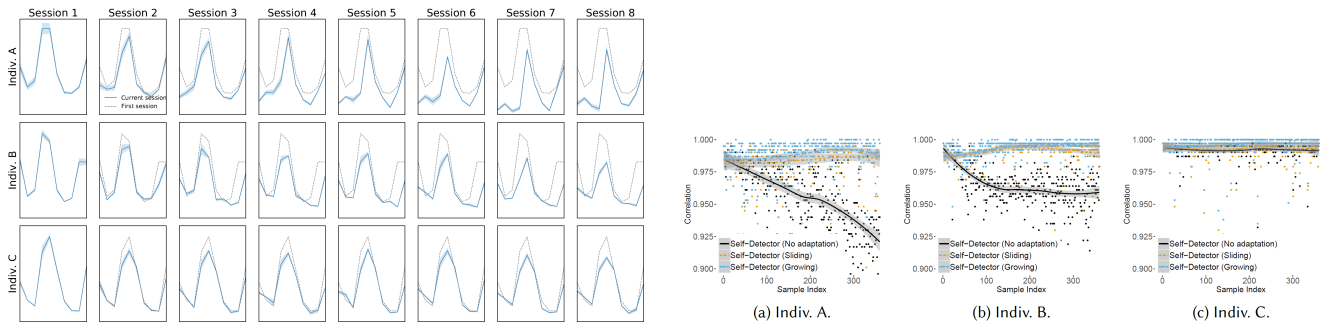 Session 1 Session 2 Session 3 Session 4 Session 5 Session 6 Session 7 Session 8
Indiv. A
Current session
First session
Indiv. B
Indiv. C
1.000
0.975
0.950
0.925
0.900
Correlation
Self-Detector (No adaptation)
Self-Detector (Sliding)
Self-Detector (Growing)
0 100 200 300
Sample Index
(a) Indiv. A.
1.000
0.975
0.950
0.925
0.900
Correlation
Self-Detector (No adaptation)
Self-Detector (Sliding)
Self-Detector (Growing)
0 100 200 300
Sample Index
(b) Indiv. B.
1.000
0.975
0.950
0.925
0.900
Correlation
Self-Detector (No adaptation)
Self-Detector (Sliding)
Self-Detector (Growing)
0 100 200 300
Sample Index
(c) Indiv. C.